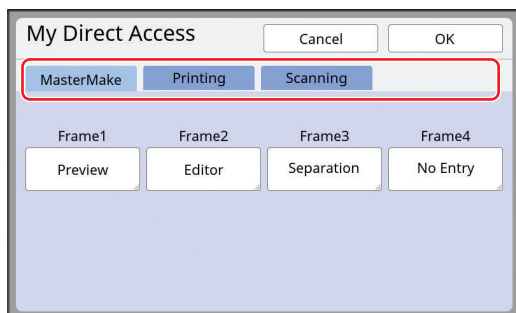 My Direct Access Cancel OK
MasterMake Printing Scanning
Frame1 Frame2 Frame3 Frame4
Preview Editor Separation No Entry